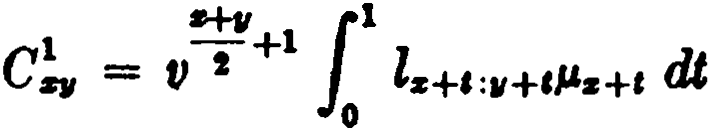 C^1_{xy} = v^{\frac{x+y}{2}+1} \int_0^1 l_{x+t:y+t} \mu_{x+t} \, dt